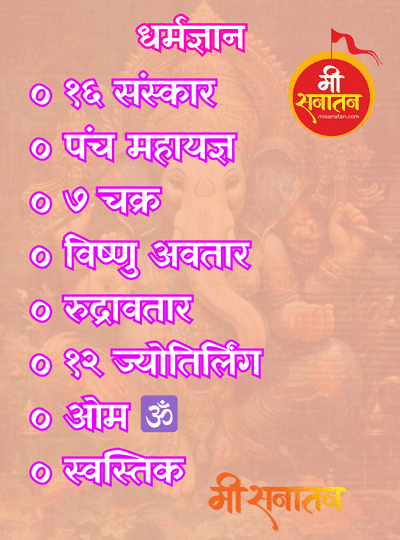 धर्मज्ञान
मी
सनातन
misanatan.com
० १६ संस्कार
० पंच महायज्ञ
० ७ चक्र
० विष्णु अवतार
० रुद्रावतार
० १२ ज्योतिर्लिंग
० ओम 🕉
० स्वस्तिक
मी सनातन